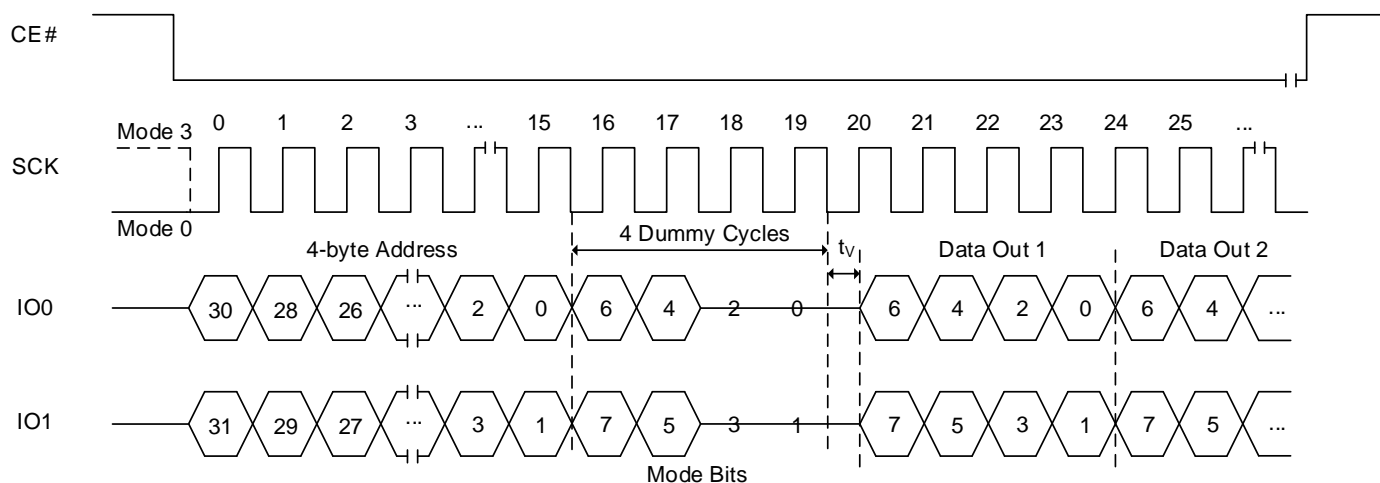 CE#
0 1 2 3 ... 15 16 17 18 19 20 21 22 23 24 25 ...
Mode 3
SCK
Mode 0
4 Dummy Cycles
4-byte Address tV Data Out 1 Data Out 2
IO0 30 28 26 ... 2 0 6 4 2 0 6 4 2 0 6 4 ...
IO1 31 29 27 ... 3 1 7 5 3 1 7 5 3 1 7 5 ...
Mode Bits